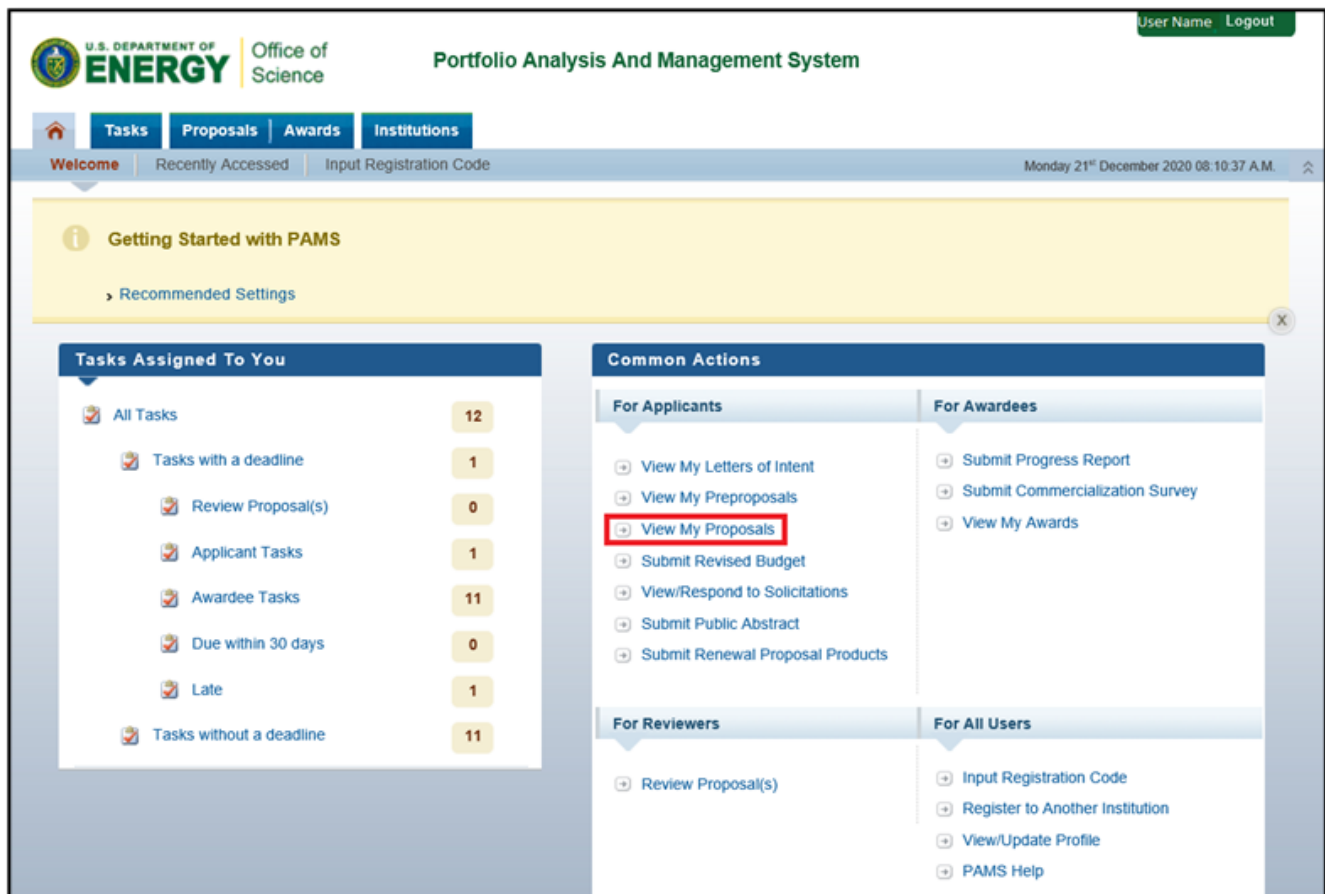 User Name Logout
U.S. DEPARTMENT OF
ENERGY
Office of
Science
Portfolio Analysis And Management System
Tasks Proposals Awards Institutions
Welcome Recently Accessed Input Registration Code Monday 21st December 2020 08:10:37 A.M.
Getting Started with PAMS
Recommended Settings
X
Tasks Assigned To You
All Tasks 12
Tasks with a deadline 1
Review Proposal(s) 0
Applicant Tasks 1
Awardee Tasks 11
Due within 30 days 0
Late 1
Tasks without a deadline 11
Common Actions
For Applicants
View My Letters of Intent
View My Preproposals
View My Proposals
Submit Revised Budget
View/Respond to Solicitations
Submit Public Abstract
Submit Renewal Proposal Products
For Awardees
Submit Progress Report
Submit Commercialization Survey
View My Awards
For Reviewers
Review Proposal(s)
For All Users
Input Registration Code
Register to Another Institution
View/Update Profile
PAMS Help